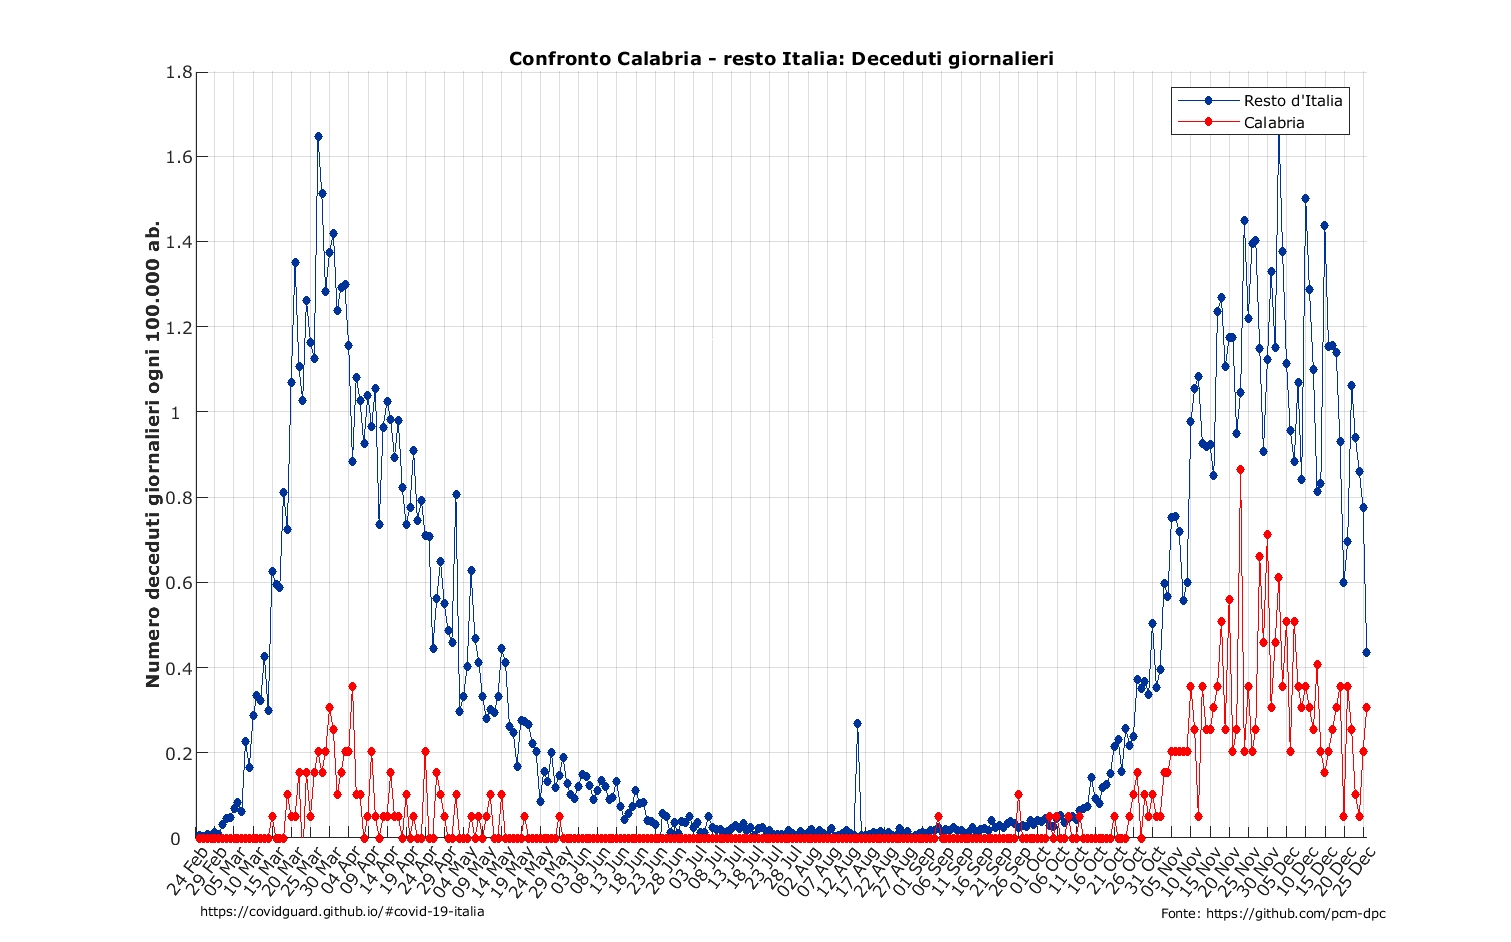 Confronto Calabria - resto Italia: Deceduti giornalieri
Resto d'Italia
Calabria
Numero deceduti giornalieri ogni 100.000 ab.
1.8
1.6
1.4
1.2
1
0.8
0.6
0.4
0.2
0
24 Feb
29 Feb
05 Mar
10 Mar
15 Mar
20 Mar
25 Mar
30 Mar
04 Apr
09 Apr
14 Apr
19 Apr
24 Apr
29 Apr
04 May
09 May
14 May
19 May
24 May
29 May
03 Jun
08 Jun
13 Jun
18 Jun
23 Jun
28 Jun
03 Jul
08 Jul
13 Jul
18 Jul
23 Jul
28 Jul
02 Aug
07 Aug
12 Aug
17 Aug
22 Aug
27 Aug
01 Sep
06 Sep
11 Sep
16 Sep
21 Sep
26 Sep
01 Oct
06 Oct
11 Oct
16 Oct
21 Oct
26 Oct
31 Oct
05 Nov
10 Nov
15 Nov
20 Nov
25 Nov
30 Nov
05 Dec
10 Dec
15 Dec
20 Dec
25 Dec
https://covidguard.github.io/#covid-19-italia
Fonte: https://github.com/pcm-dpc